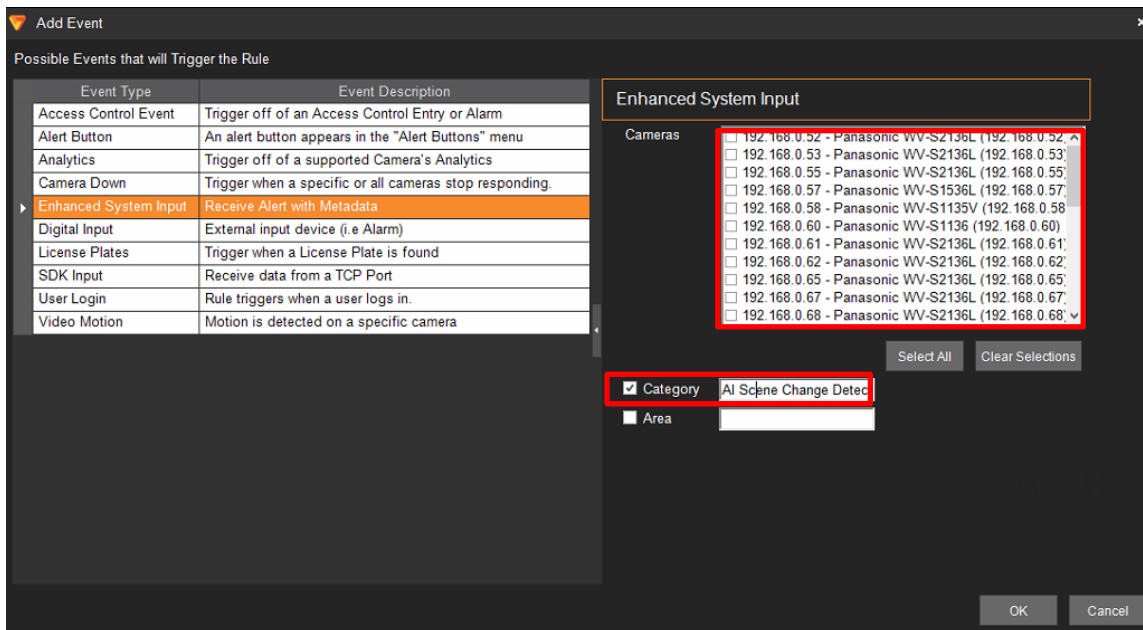 Add Event
Possible Events that will Trigger the Rule
Event Type Event Description
Access Control Event Trigger off of an Access Control Entry or Alarm
Alert Button An alert button appears in the "Alert Buttons" menu
Analytics Trigger off of a supported Camera's Analytics
Camera Down Trigger when a specific or all cameras stop responding.
Enhanced System Input Receive Alert with Metadata
Digital Input External input device (i.e Alarm)
License Plates Trigger when a License Plate is found
SDK Input Receive data from a TCP Port
User Login Rule triggers when a user logs in.
Video Motion Motion is detected on a specific camera
Enhanced System Input
Cameras
192.168.0.52 - Panasonic WV-S2136L (192.168.0.52
192.168.0.53 - Panasonic WV-S2136L (192.168.0.53
192.168.0.55 - Panasonic WV-S2136L (192.168.0.55
192.168.0.57 - Panasonic WV-S1536L (192.168.0.57
192.168.0.58 - Panasonic WV-S1135V (192.168.0.58
192.168.0.60 - Panasonic WV-S1136 (192.168.0.60)
192.168.0.61 - Panasonic WV-S2136L (192.168.0.61
192.168.0.62 - Panasonic WV-S2136L (192.168.0.62
192.168.0.65 - Panasonic WV-S2136L (192.168.0.65
192.168.0.67 - Panasonic WV-S2136L (192.168.0.67
192.168.0.68 - Panasonic WV-S2136L (192.168.0.68)
Select All Clear Selections
Category AI Scene Change Detec
Area
OK Cancel